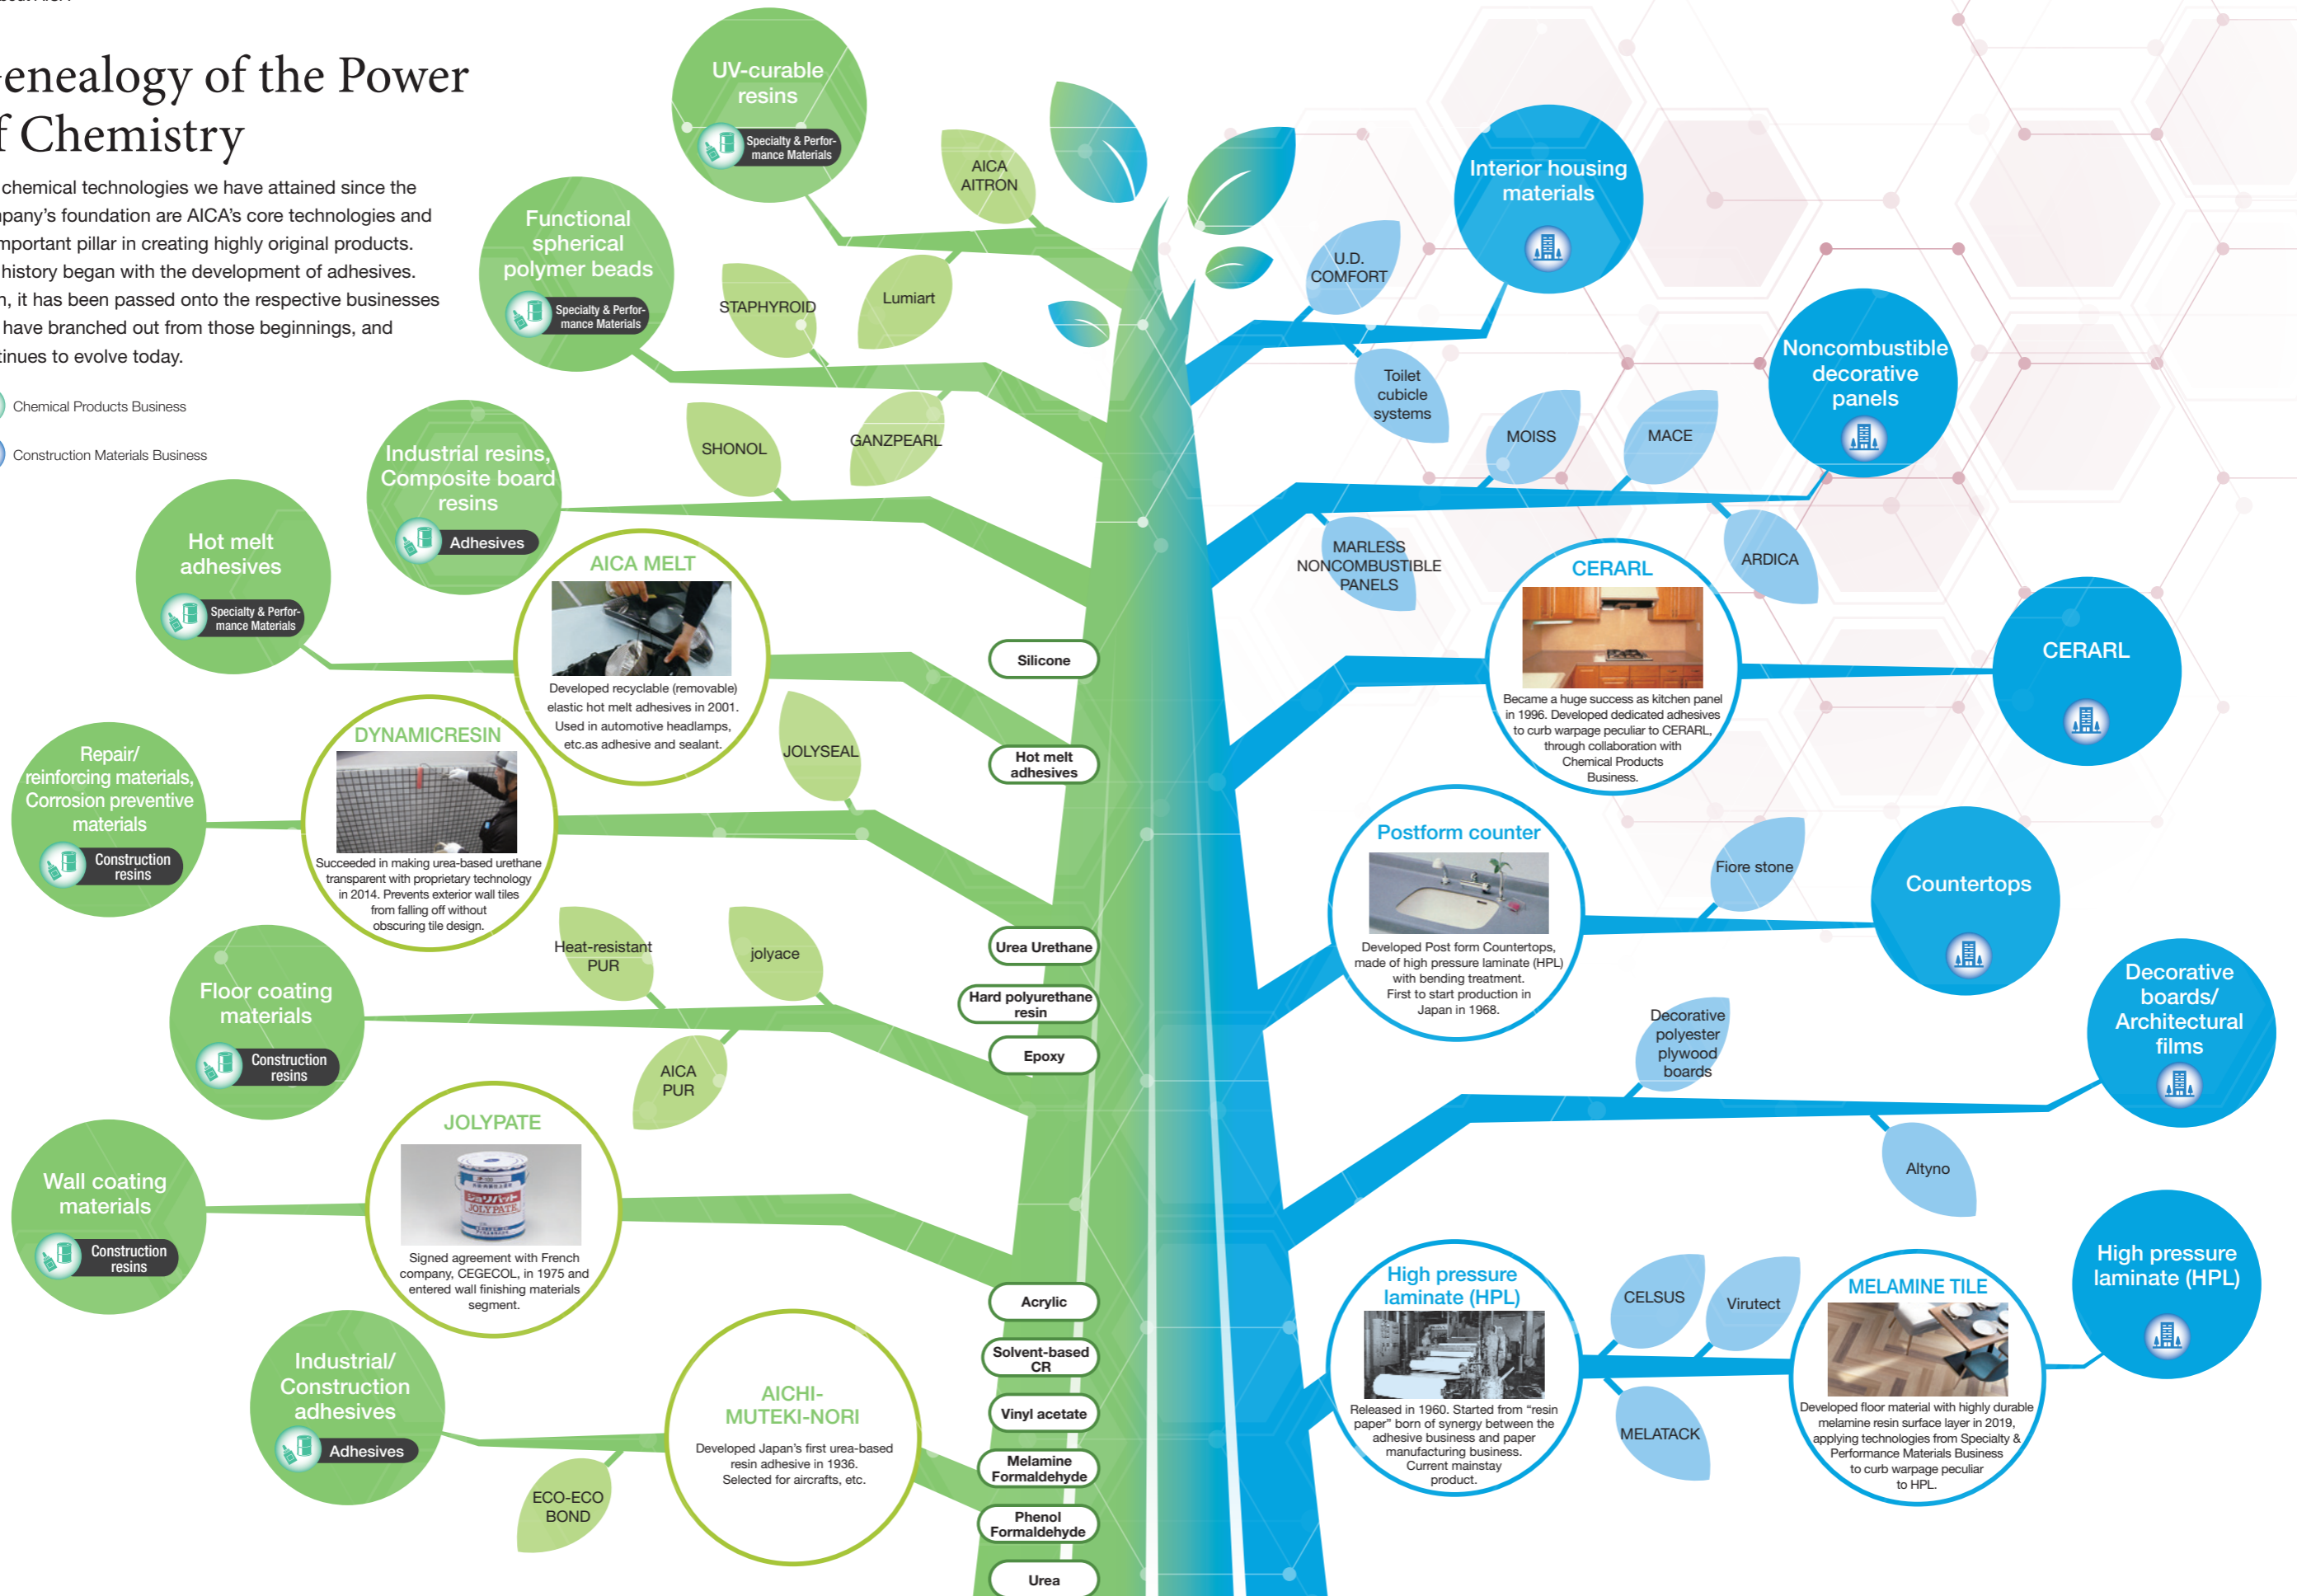 Genealogy of the Power
of Chemistry
chemical technologies we have attained since the
company's foundation are AICA's core technologies and
important pillar in creating highly original products.
history began with the development of adhesives.
it has been passed onto the respective businesses
have branched out from those beginnings, and
continues to evolve today.
Chemical Products Business
Construction Materials Business
UV-curable
resins
Specialty & Perfor-
mance Materials
AICA
AITRON
Lumiart
Functional
spherical
polymer beads
Specialty & Perfor-
mance Materials
STAPHYROID
GANZPEARL
Industrial resins,
Composite board
resins
Adhesives
SHONOL
Hot melt
adhesives
Specialty & Perfor-
mance Materials
AICA MELT
Developed recyclable (removable)
elastic hot melt adhesives in 2001.
Used in automotive headlamps,
etc.as adhesive and sealant.
Repair/
reinforcing materials,
Corrosion preventive
materials
Construction
resins
DYNAMICRESIN
Succeeded in making urea-based urethane
transparent with proprietary technology
in 2014. Prevents exterior wall tiles
from falling off without
obscuring tile design.
JOLYSEAL
Floor coating
materials
Construction
resins
Heat-resistant
PUR
jolyace
AICA
PUR
Wall coating
materials
Construction
resins
JOLYPATE
ジョリパット
JOLYPATE
Signed agreement with French
company, CEGECOL, in 1975 and
entered wall finishing materials
segment.
Industrial/
Construction
adhesives
Adhesives
ECO-ECO
BOND
AICHI-
MUTEKI-NORI
Developed Japan's first urea-based
resin adhesive in 1936.
Selected for aircrafts, etc.
Silicone
Hot melt
adhesives
Urea Urethane
Hard polyurethane
resin
Epoxy
Acrylic
Solvent-based
CR
Vinyl acetate
Melamine
Formaldehyde
Phenol
Formaldehyde
Urea
Interior housing
materials
U.D.
COMFORT
Toilet
cubicle
systems
Noncombustible
decorative
panels
MOISS
MACE
MARLESS
NONCOMBUSTIBLE
PANELS
ARDICA
CERARL
Became a huge success as kitchen panel
in 1996. Developed dedicated adhesives
to curb warpage peculiar to CERARL,
through collaboration with
Chemical Products
Business.
CERARL
Postform counter
Developed Post form Countertops,
made of high pressure laminate (HPL)
with bending treatment.
First to start production in
Japan in 1968.
Fiore stone
Countertops
Decorative
polyester
plywood
boards
Altyno
Decorative
boards/
Architectural
films
High pressure
laminate (HPL)
Released in 1960. Started from “resin
paper” born of synergy between the
adhesive business and paper
manufacturing business.
Current mainstay
product.
CELSUS
Virutect
MELATACK
MELAMINE TILE
Developed floor material with highly durable
melamine resin surface layer in 2019,
applying technologies from Specialty &
Performance Materials Business
to curb warpage peculiar
to HPL.
High pressure
laminate (HPL)